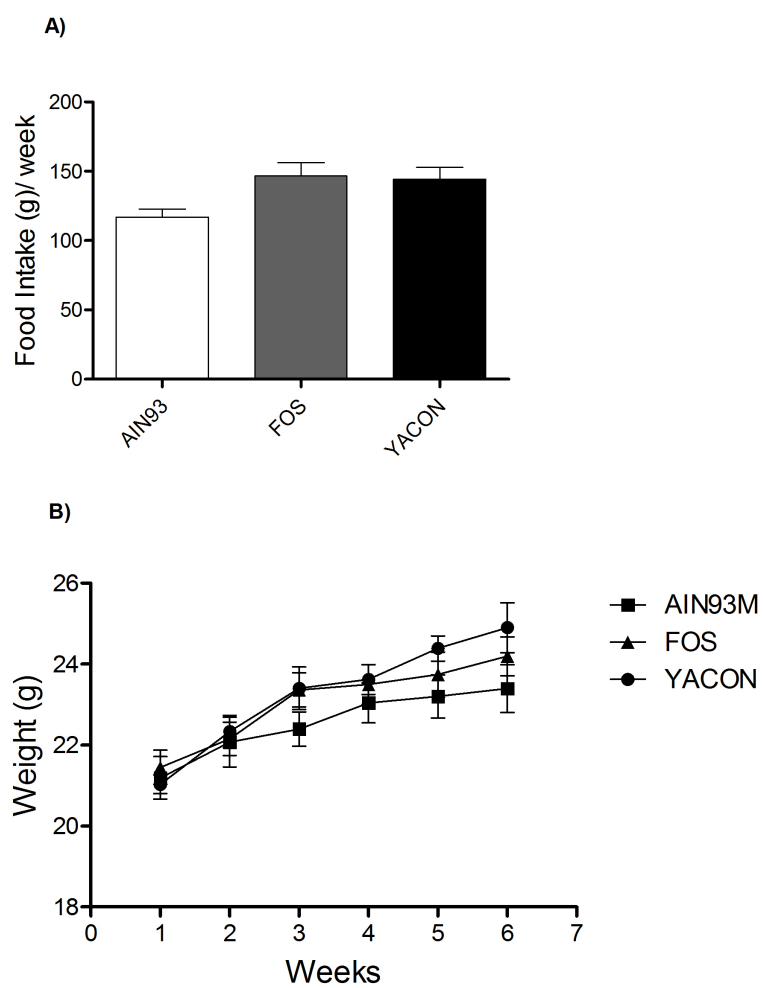 A)
Food Intake (g)/ week
200
150
100
50
0
AIN93
FOS
YACON
B)
Weight (g)
26
24
22
20
18
0 1 2 3 4 5 6 7
Weeks
AIN93M
FOS
YACON